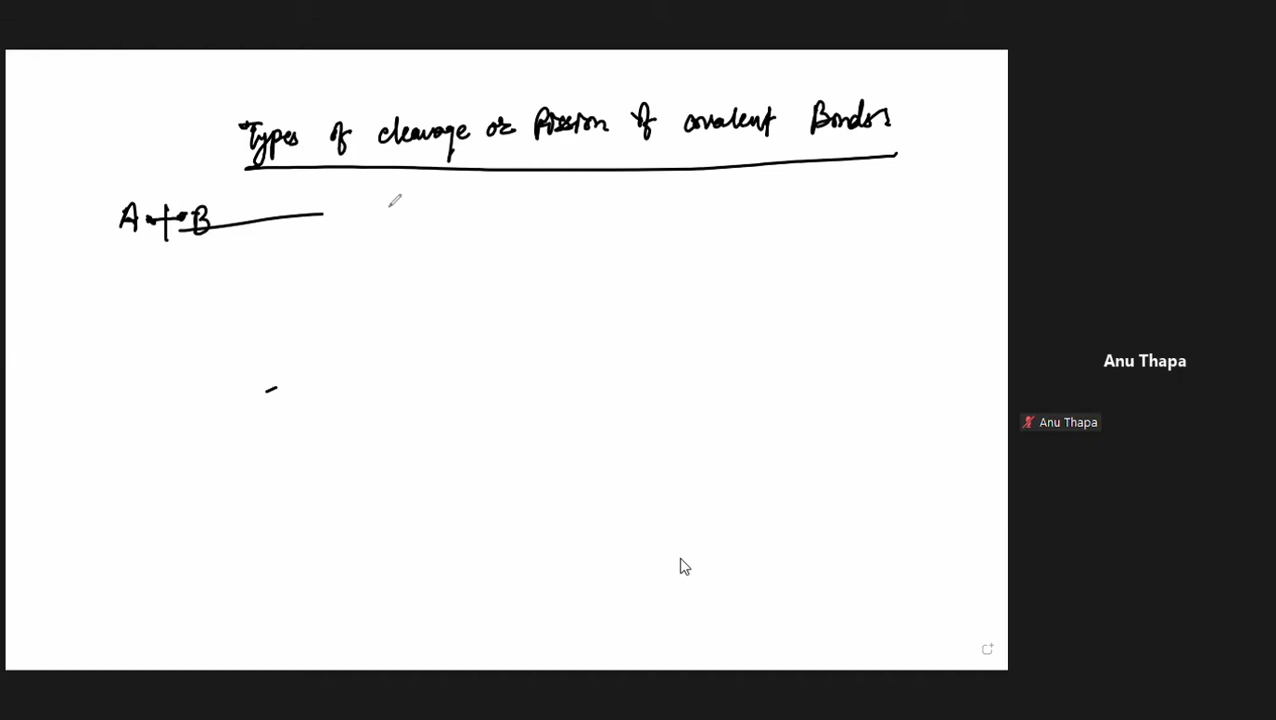 Types of cleavage or Fission of covalent Bonds
A + B
Anu Thapa
Anu Thapa